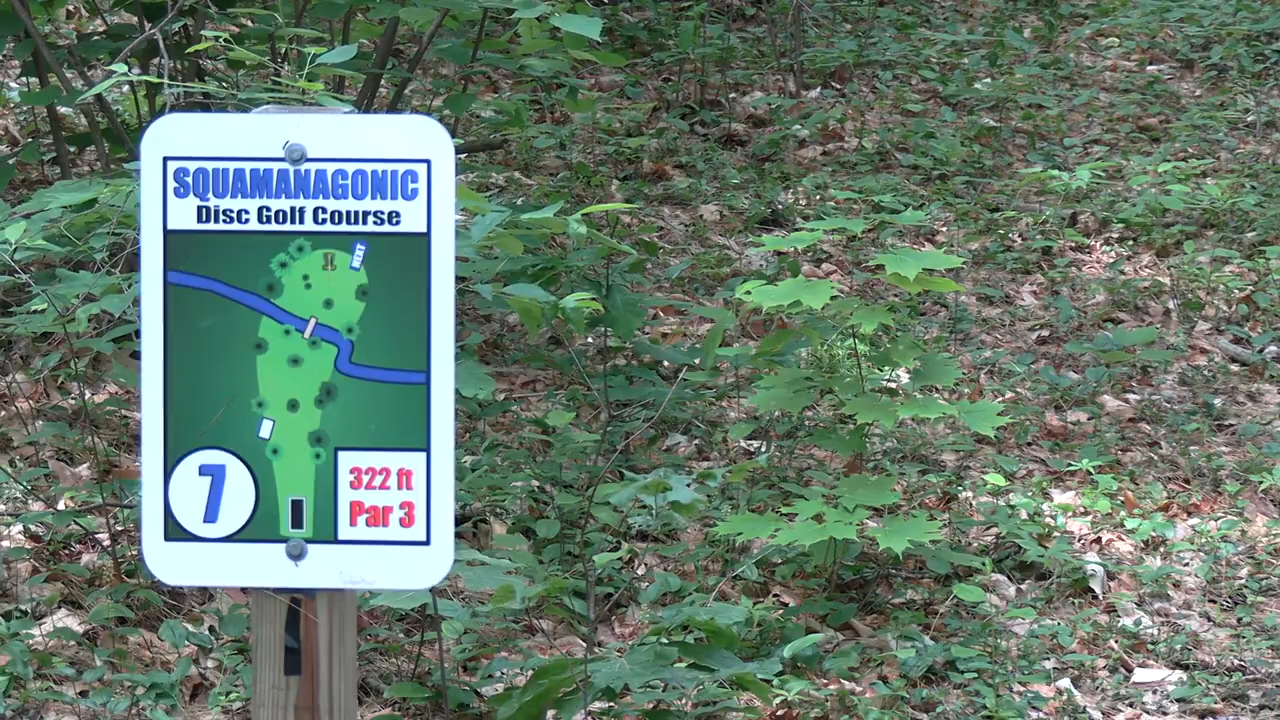 SQUAMANAGONIC
Disc Golf Course
NEXT
7
322 ft
Par 3